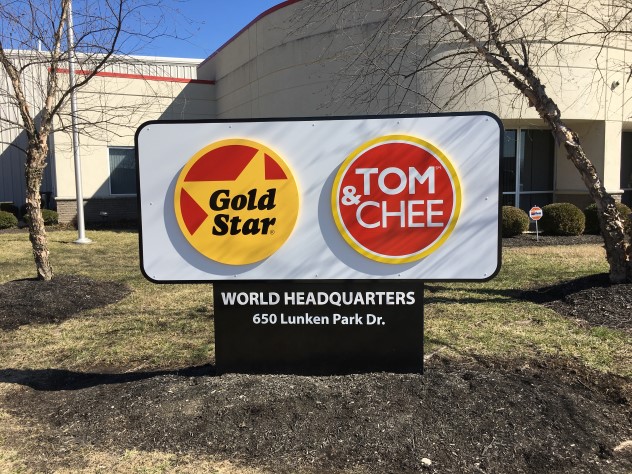 Gold
Star
TOM
& CHEE
WORLD HEADQUARTERS
650 Lunken Park Dr.